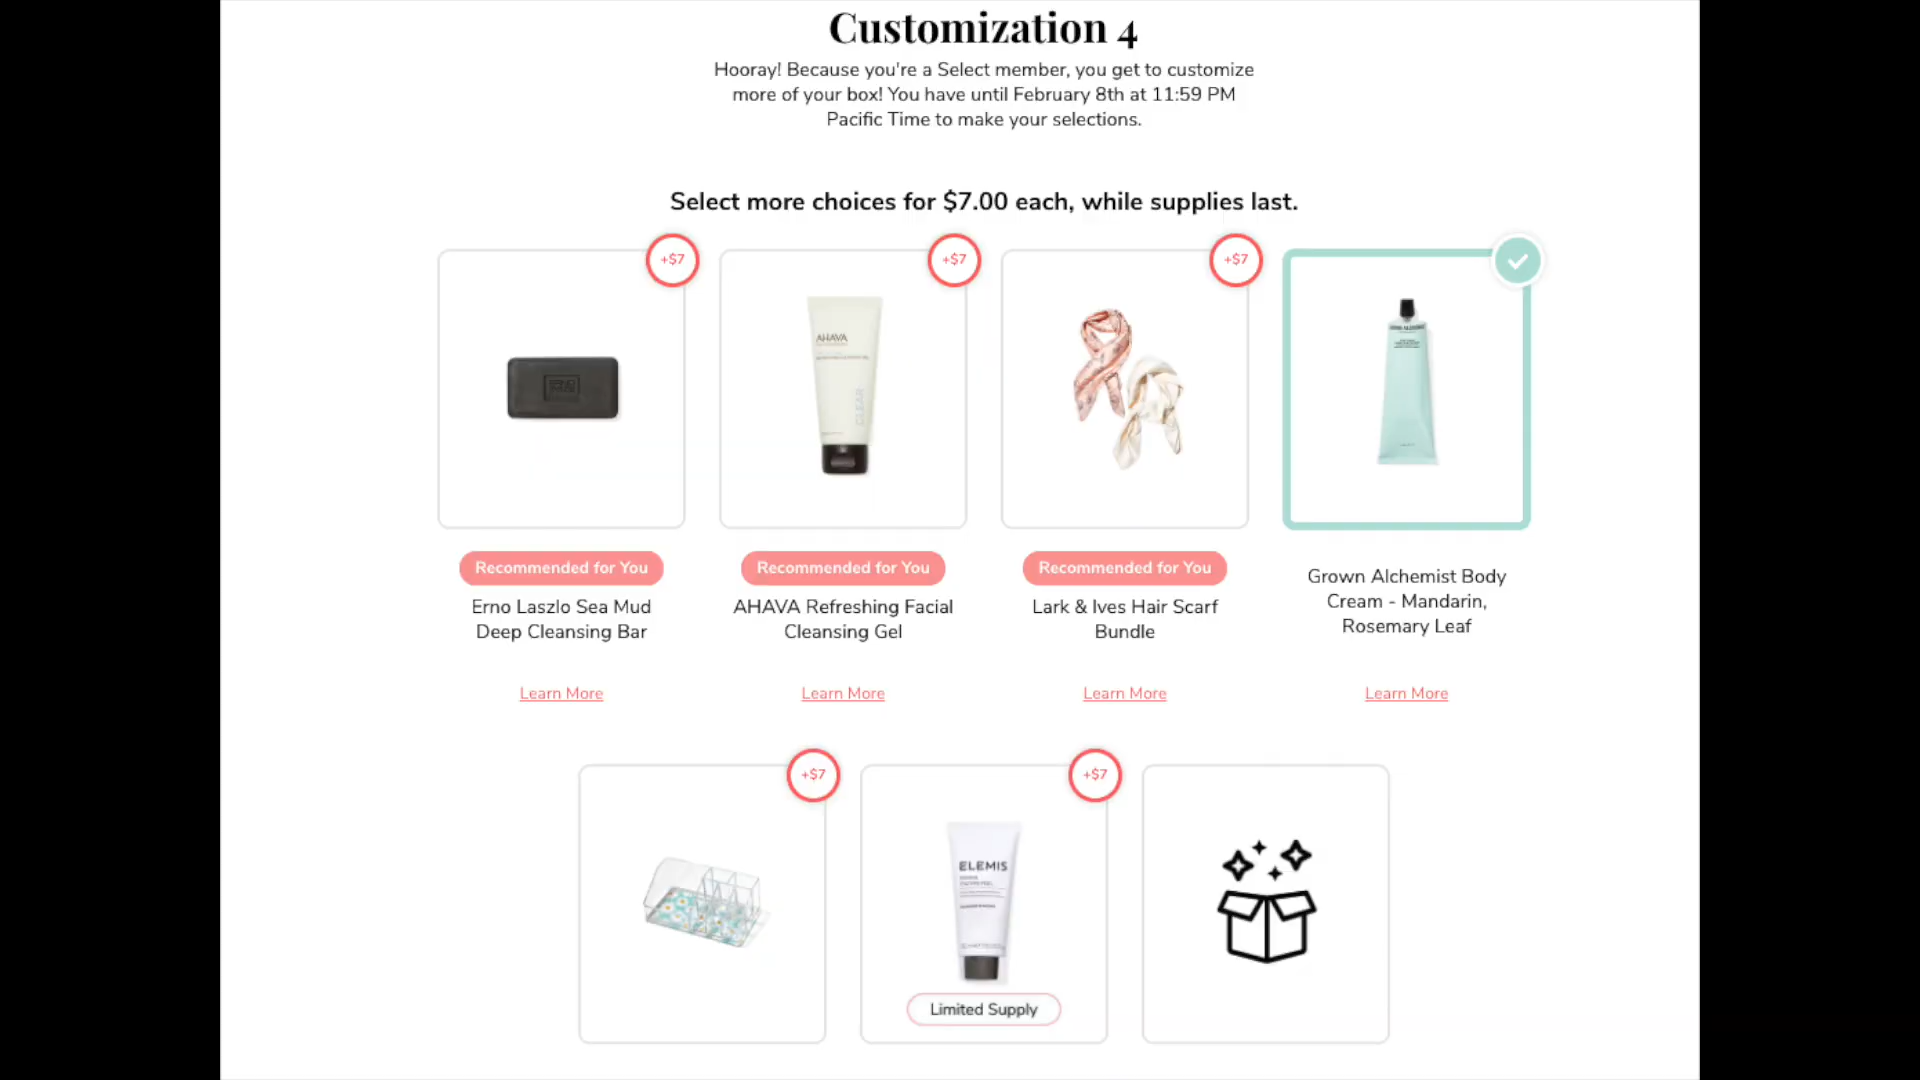 Customization 4
Hooray! Because you're a Select member, you get to customize
more of your box! You have until February 8th at 11:59 PM
Pacific Time to make your selections.
Select more choices for $7.00 each, while supplies last.
+$7
+$7
+$7
AHAVA
CLEAR
Recommended for You
Recommended for You
Recommended for You
Erno Laszlo Sea Mud
Deep Cleansing Bar
AHAVA Refreshing Facial
Cleansing Gel
Lark & Ives Hair Scarf
Bundle
Grown Alchemist Body
Cream - Mandarin,
Rosemary Leaf
Learn More
Learn More
Learn More
Learn More
+$7
+$7
ELEMIS
Limited Supply